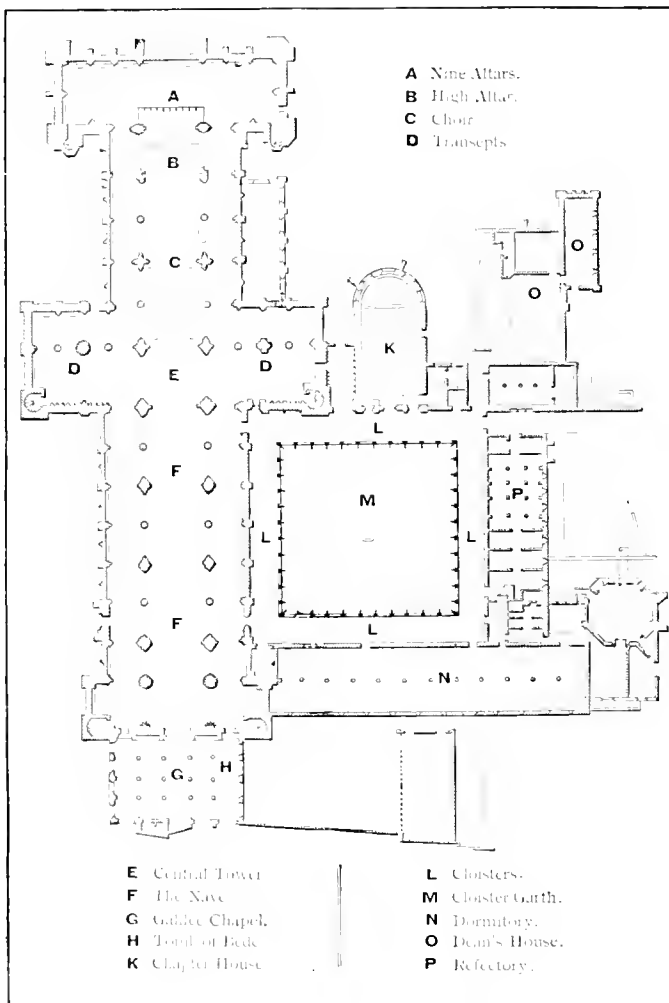 A Nine Altars.
B High Altar.
C Choir
D Transepts
A
B
C
D
E
D
K
O
O
L
F
M
P
L
L
F
L
N
G
H
E Central Tower
F The Nave
G Galilee Chapel.
H Tomb of Bede
K Chapter House
L Cloisters.
M Cloister Garth.
N Dormitory.
O Dean's House.
P Refectory.